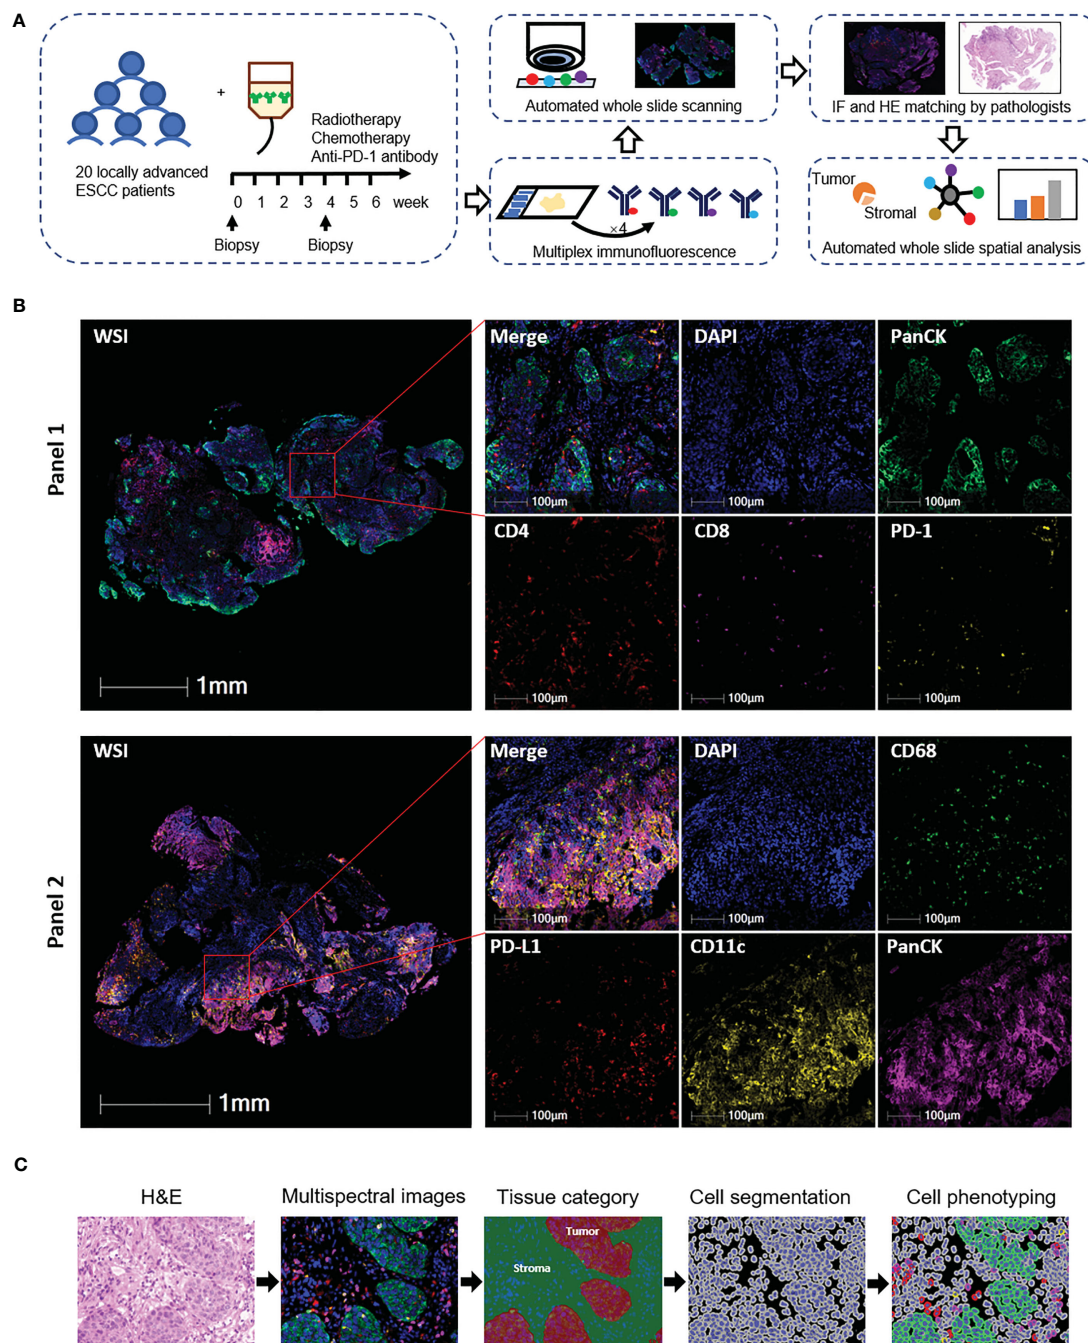 A
20 locally advanced
ESCC patients
+
Radiotherapy
Chemotherapy
Anti-PD-1 antibody
0 1 2 3 4 5 6 week
Biopsy Biopsy
Automated whole slide scanning
×4
Multiplex immunofluorescence
IF and HE matching by pathologists
Tumor
Stromal
Automated whole slide spatial analysis
B
Panel 1
WSI
1mm
Merge DAPI PanCK
100µm 100µm 100µm
CD4 CD8 PD-1
100µm 100µm 100µm
Panel 2
WSI
1mm
Merge DAPI CD68
100µm 100µm 100µm
PD-L1 CD11c PanCK
100µm 100µm 100µm
C
H&E Multispectral images Tissue category Cell segmentation Cell phenotyping
Tumor
Stroma